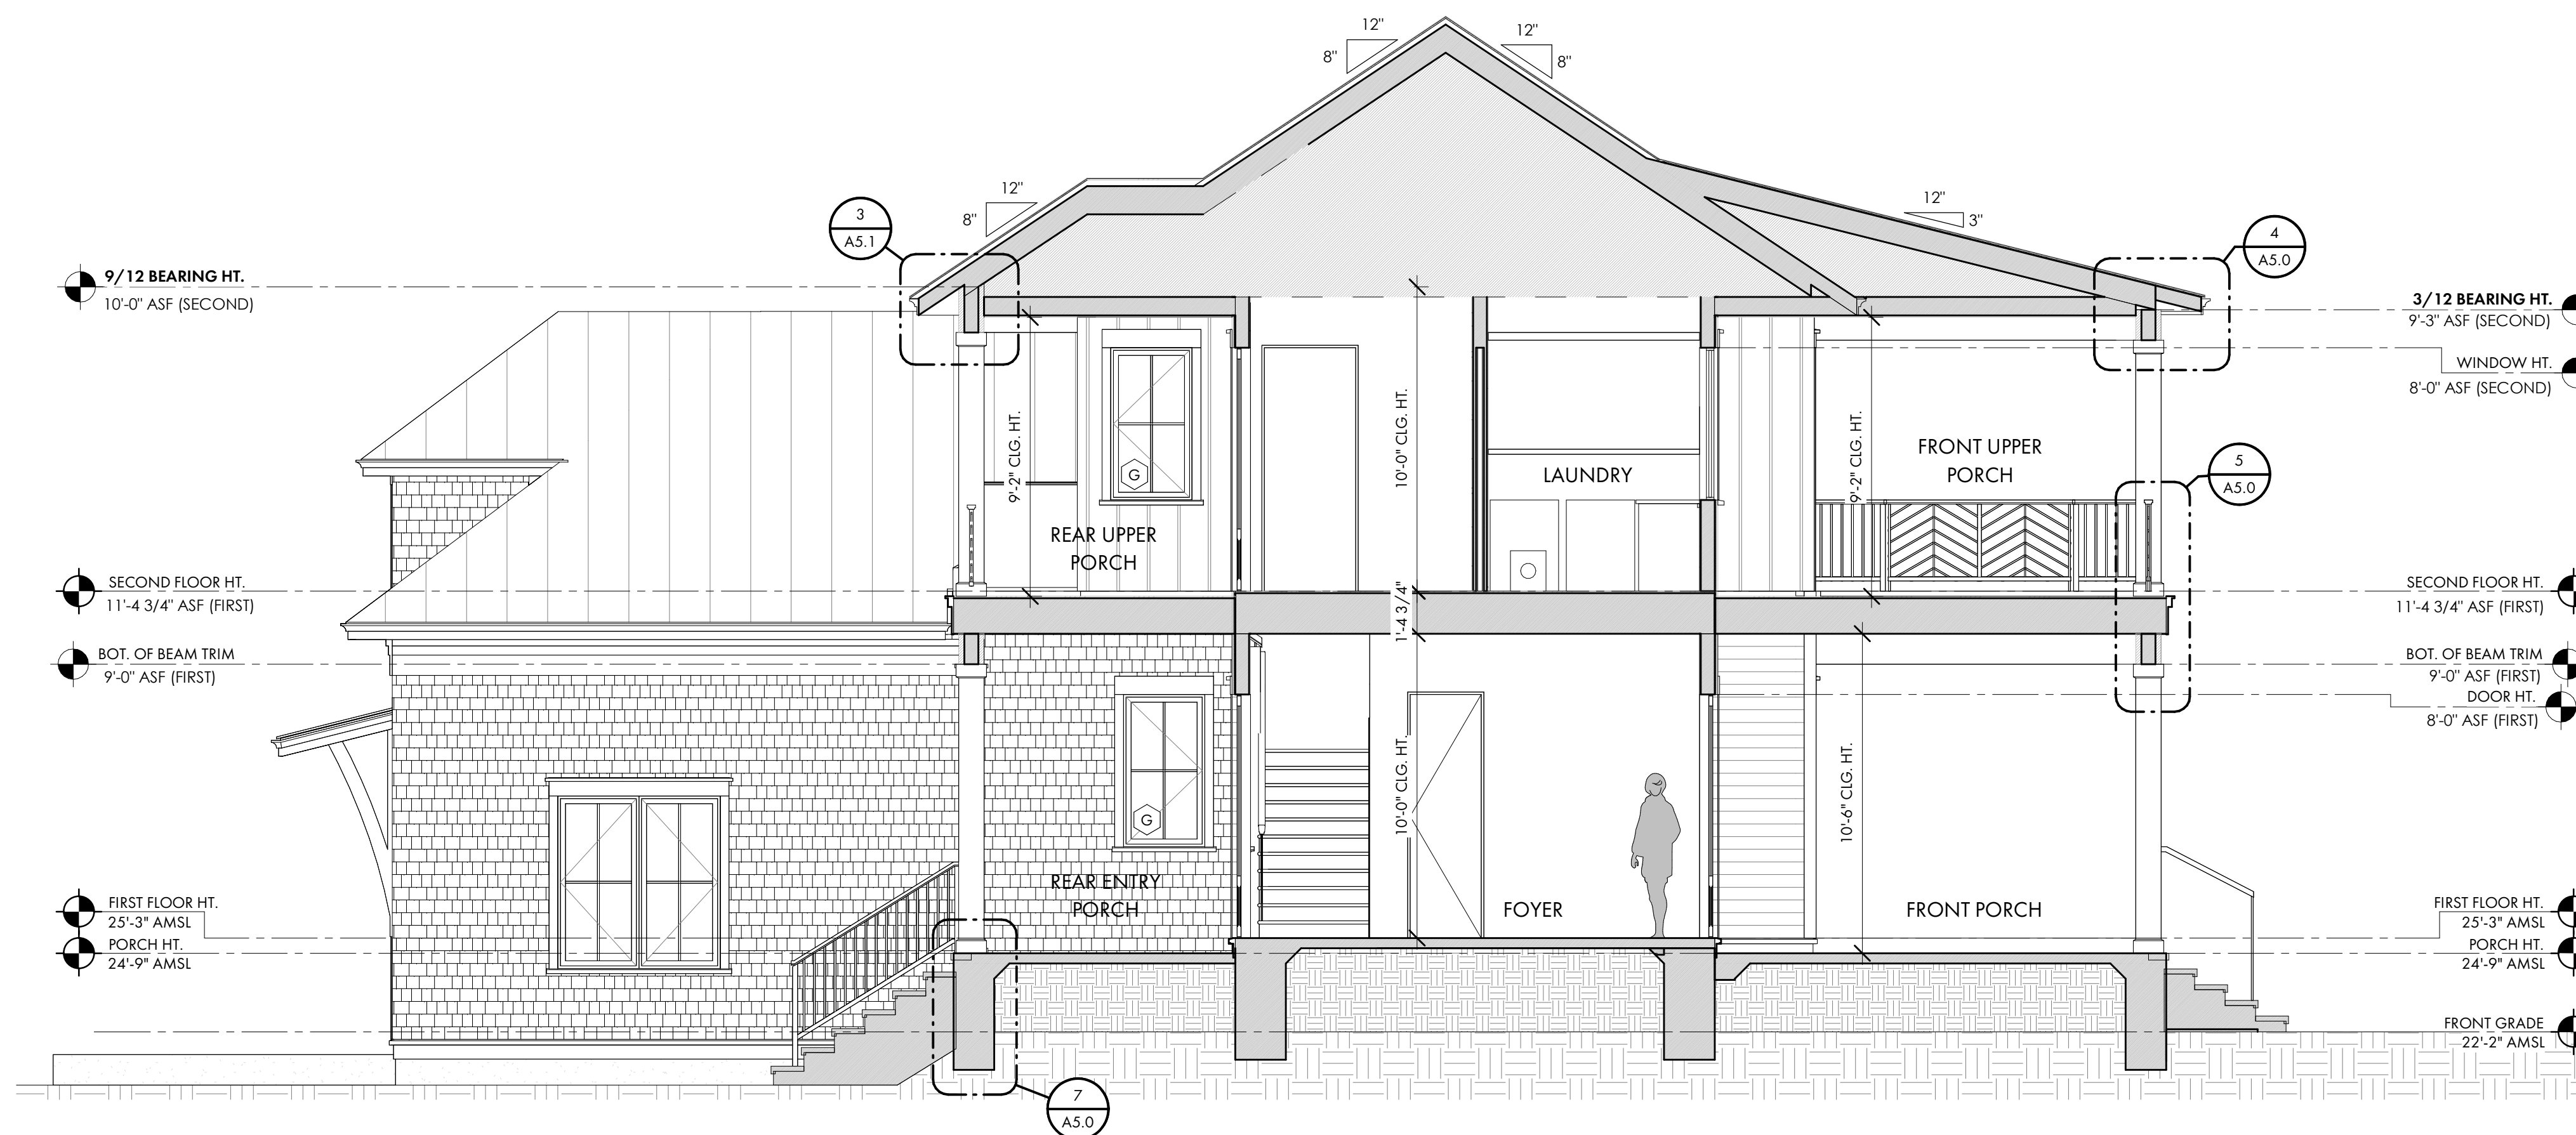 12"
8"
12"
8"
12"
8"
12"
3"
3
A5.1
4
A5.0
9/12 BEARING HT.
10'-0" ASF (SECOND)
3/12 BEARING HT.
9'-3" ASF (SECOND)
WINDOW HT.
8'-0" ASF (SECOND)
9'-2" CLG. HT.
10'-0" CLG. HT.
9'-2" CLG. HT.
G
LAUNDRY
FRONT UPPER
PORCH
5
A5.0
REAR UPPER
PORCH
SECOND FLOOR HT.
11'-4 3/4" ASF (FIRST)
1'-4 3/4"
SECOND FLOOR HT.
11'-4 3/4" ASF (FIRST)
BOT. OF BEAM TRIM
9'-0" ASF (FIRST)
BOT. OF BEAM TRIM
9'-0" ASF (FIRST)
DOOR HT.
8'-0" ASF (FIRST)
10'-0" CLG. HT.
10'-6" CLG. HT.
G
REAR ENTRY
PORCH
FOYER
FRONT PORCH
FIRST FLOOR HT.
25'-3" AMSL
PORCH HT.
24'-9" AMSL
FIRST FLOOR HT.
25'-3" AMSL
PORCH HT.
24'-9" AMSL
FRONT GRADE
22'-2" AMSL
7
A5.0